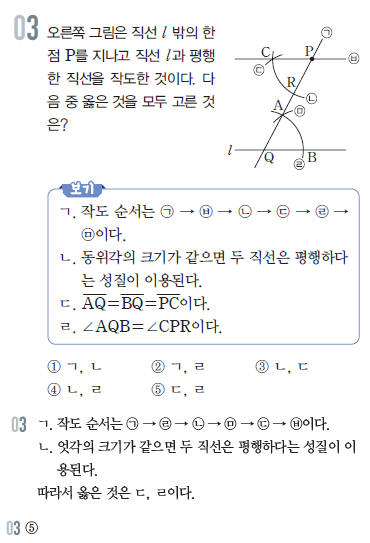 03 오른쪽 그림은 직선 l 밖의 한
점 P를 지나고 직선 l과 평행
한 직선을 작도한 것이다. 다
음 중 옳은 것을 모두 고른 것
은?
㉠
C P ㉥
㉢
R
㉡
A ㉤
l Q ㉣ B
보기
ㄱ. 작도 순서는 ㉠ → ㉥ → ㉡ → ㉢ → ㉣ →
㉤이다.
ㄴ. 동위각의 크기가 같으면 두 직선은 평행하다
는 성질이 이용된다.
ㄷ. A̅Q̅=B̅Q̅=P̅C̅이다.
ㄹ. ∠AQB=∠CPR이다.
① ㄱ, ㄴ ② ㄱ, ㄹ ③ ㄴ, ㄷ
④ ㄴ, ㄹ ⑤ ㄷ, ㄹ
03 ㄱ. 작도 순서는 ㉠ → ㉣ → ㉡ → ㉤ → ㉢ → ㉥이다.
ㄴ. 엇각의 크기가 같으면 두 직선은 평행하다는 성질이 이
용된다.
따라서 옳은 것은 ㄷ, ㄹ이다.
03 ⑤